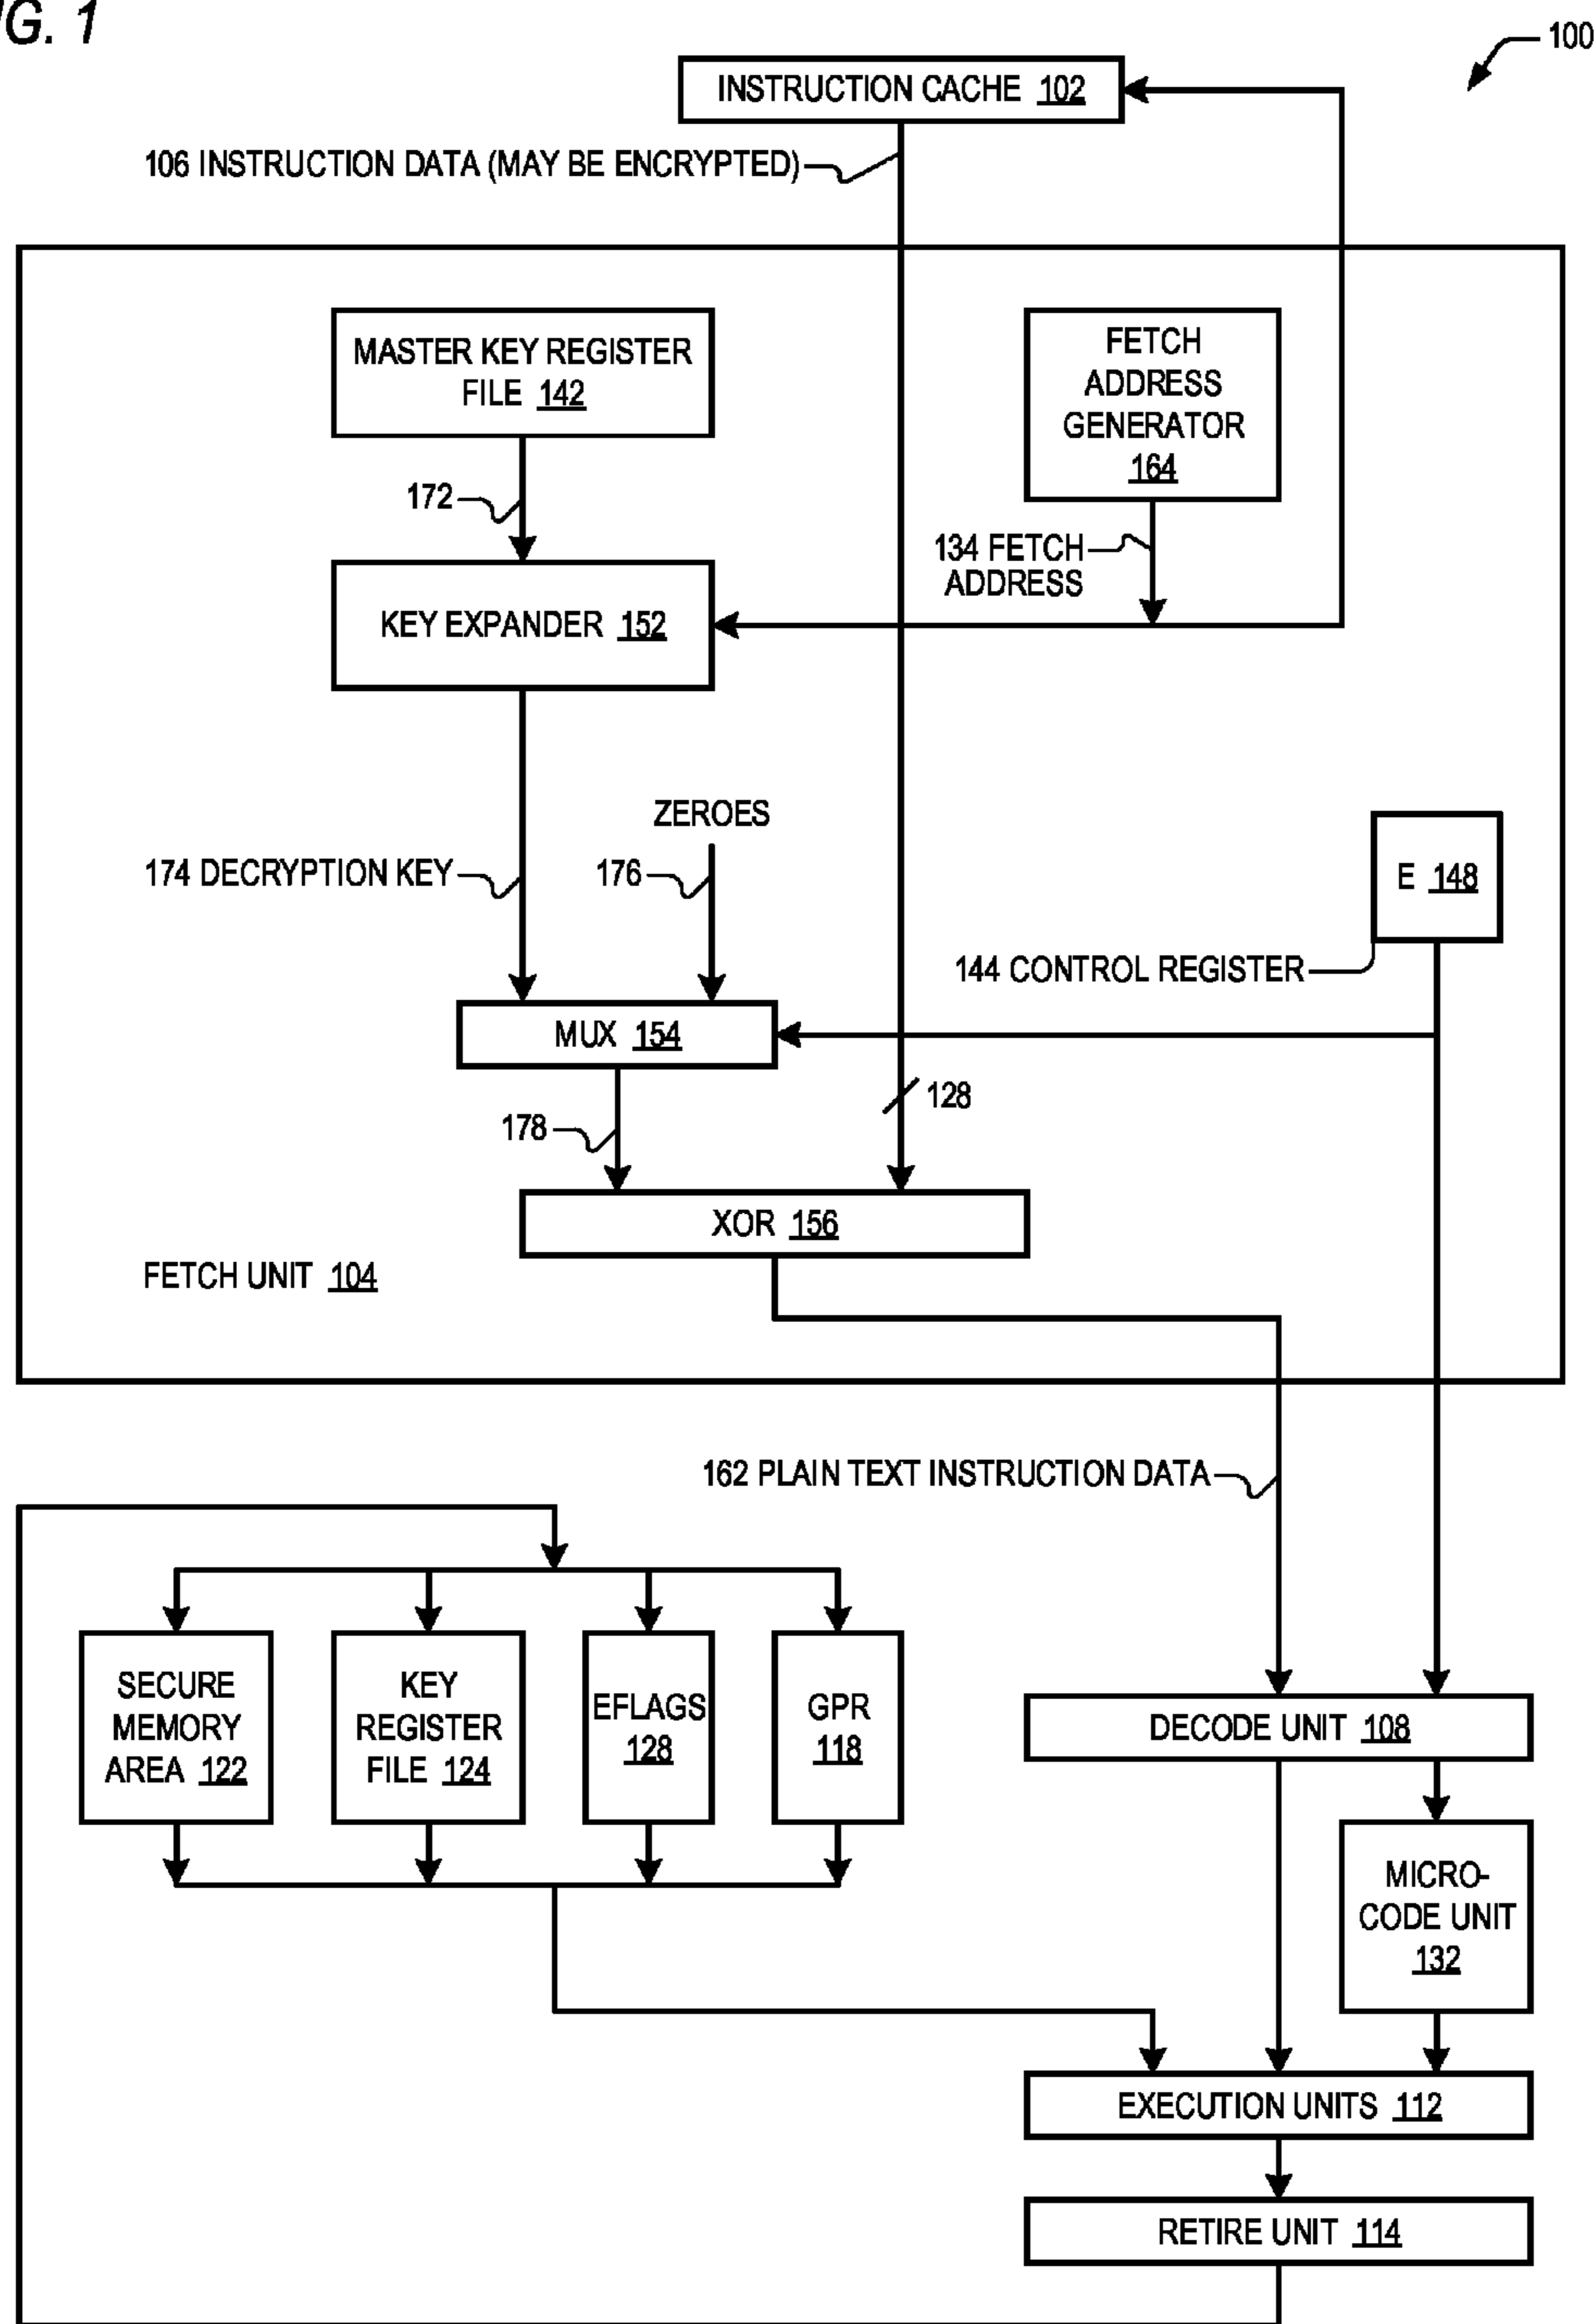 FIG. 1
100
INSTRUCTION CACHE 102
106 INSTRUCTION DATA (MAY BE ENCRYPTED)
MASTER KEY REGISTER
FILE 142
FETCH
ADDRESS
GENERATOR
164
172
134 FETCH
ADDRESS
KEY EXPANDER 152
ZEROES
174 DECRYPTION KEY
176
E 148
144 CONTROL REGISTER
MUX 154
128
178
XOR 156
FETCH UNIT 104
162 PLAIN TEXT INSTRUCTION DATA
SECURE
MEMORY
AREA 122
KEY
REGISTER
FILE 124
EFLAGS
128
GPR
118
DECODE UNIT 108
MICRO-
CODE UNIT
132
EXECUTION UNITS 112
RETIRE UNIT 114